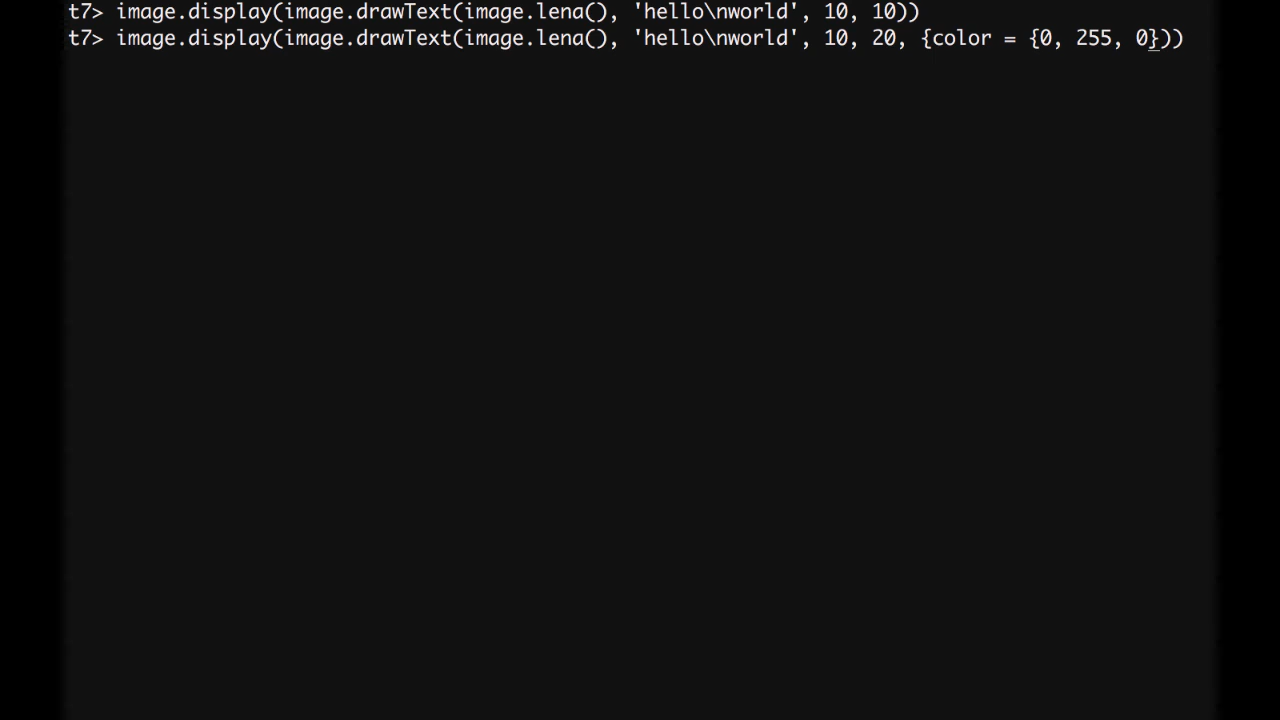 t7> image.display(image.drawText(image.lena(), 'hello\nworld', 10, 10))
t7> image.display(image.drawText(image.lena(), 'hello\nworld', 10, 20, {color = {0, 255, 0}))